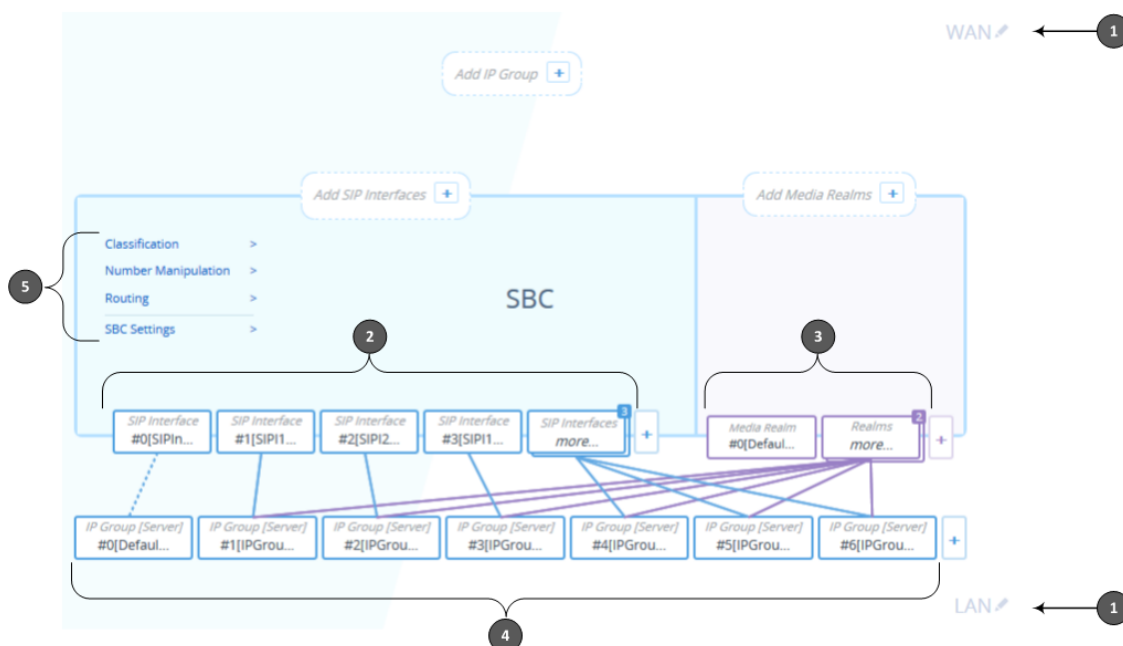 WAN
1
Add IP Group +
Add SIP Interfaces +
Add Media Realms +
Classification >
Number Manipulation >
Routing >
SBC Settings >
5
SBC
2
3
SIP Interface
#0[SIPIn...
SIP Interface
#1[SIPI1...
SIP Interface
#2[SIPI2...
SIP Interface
#3[SIPI1...
3
SIP Interfaces
more...
+
Media Realm
#0[Defaul...
2
Realms
more...
+
IP Group [Server]
#0[Defaul...
IP Group [Server]
#1[IPGrou...
IP Group [Server]
#2[IPGrou...
IP Group [Server]
#3[IPGrou...
IP Group [Server]
#4[IPGrou...
IP Group [Server]
#5[IPGrou...
IP Group [Server]
#6[IPGrou...
+
LAN
1
4